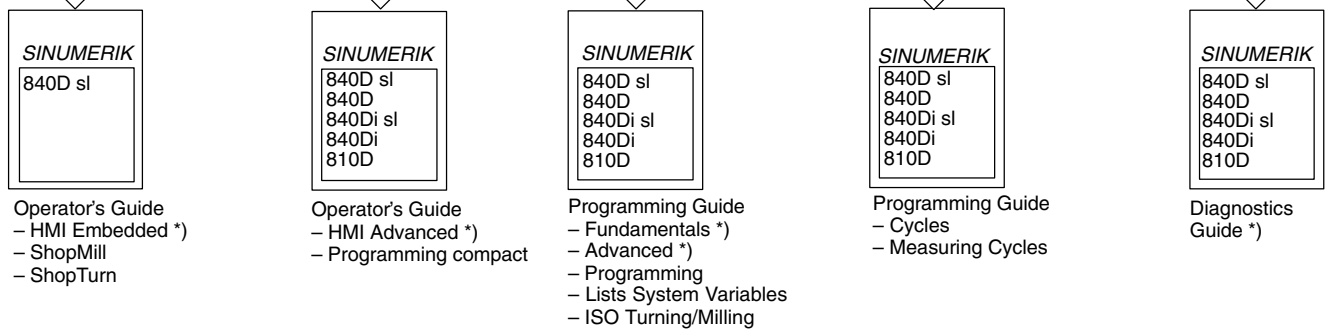 SINUMERIK
840D sl
Operator's Guide
– HMI Embedded *)
– ShopMill
– ShopTurn
SINUMERIK
840D sl
840D
840Di sl
840Di
810D
Operator's Guide
– HMI Advanced *)
– Programming compact
SINUMERIK
840D sl
840D
840Di sl
840Di
810D
Programming Guide
– Fundamentals *)
– Advanced *)
– Programming
– Lists System Variables
– ISO Turning/Milling
SINUMERIK
840D sl
840D
840Di sl
840Di
810D
Programming Guide
– Cycles
– Measuring Cycles
SINUMERIK
840D sl
840D
840Di sl
840Di
810D
Diagnostics
Guide *)